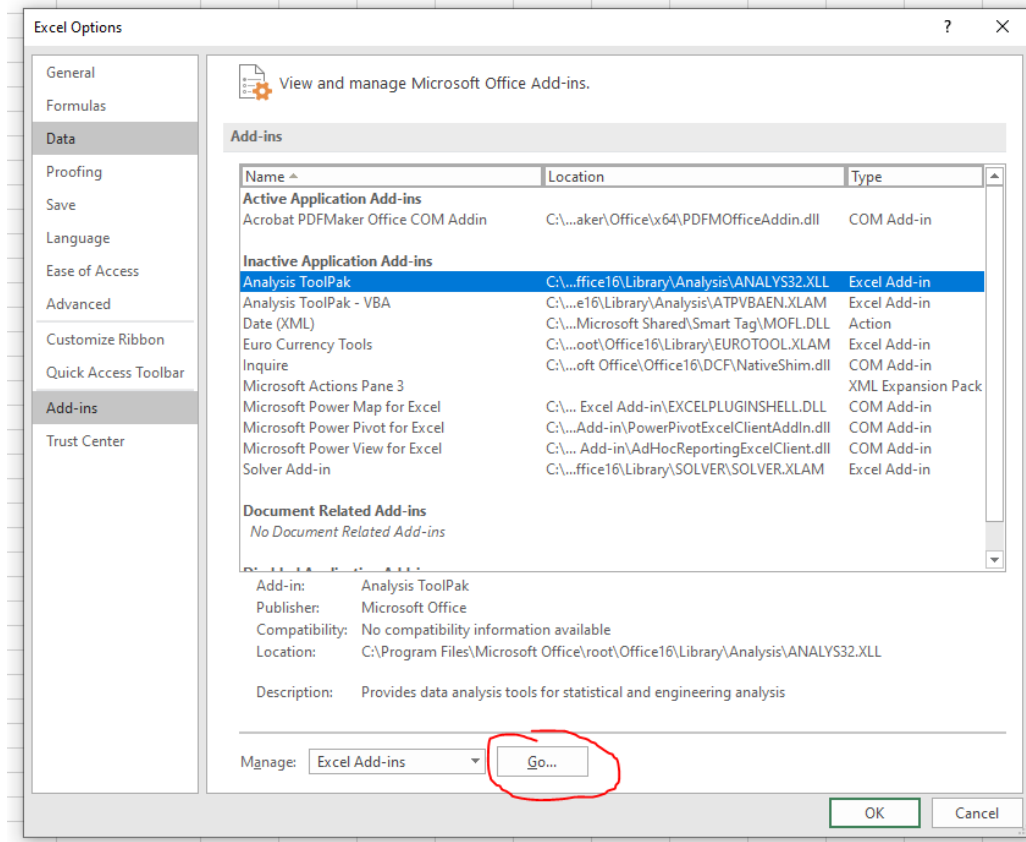 Excel Options ?
General
Formulas
Data
Proofing
Save
Language
Ease of Access
Advanced
Customize Ribbon
Quick Access Toolbar
Add-ins
Trust Center
View and manage Microsoft Office Add-ins.
Add-ins
Name Location Type
Active Application Add-ins
Acrobat PDFMaker Office COM Addin C:\...aker\Office\x64\PDFMOfficeAddin.dll COM Add-in
Inactive Application Add-ins
Analysis ToolPak C:\...ffice16\Library\Analysis\ANALYS32.XLL Excel Add-in
Analysis ToolPak - VBA C:\...e16\Library\Analysis\ATPVBAEN.XLAM Excel Add-in
Date (XML) C:\...Microsoft Shared\Smart Tag\MOFL.DLL Action
Euro Currency Tools C:\...oot\Office16\Library\EUROTOOL.XLAM Excel Add-in
Inquire C:\...oft Office\Office16\DCF\NativeShim.dll COM Add-in
Microsoft Actions Pane 3 XML Expansion Pack
Microsoft Power Map for Excel C:\... Excel Add-in\EXCELPLUGINSHELL.DLL COM Add-in
Microsoft Power Pivot for Excel C:\...Add-in\PowerPivotExcelClientAddIn.dll COM Add-in
Microsoft Power View for Excel C:\... Add-in\AdHocReportingExcelClient.dll COM Add-in
Solver Add-in C:\...ffice16\Library\SOLVER\SOLVER.XLAM Excel Add-in
Document Related Add-ins
No Document Related Add-ins
Add-in: Analysis ToolPak
Publisher: Microsoft Office
Compatibility: No compatibility information available
Location: C:\Program Files\Microsoft Office\root\Office16\Library\Analysis\ANALYS32.XLL
Description: Provides data analysis tools for statistical and engineering analysis
Manage: Excel Add-ins Go...
OK Cancel